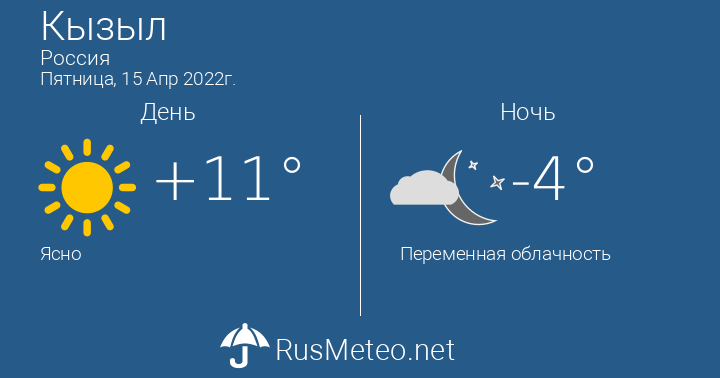 Кызыл
Россия
Пятница, 15 Апр 2022г.
День
+11°
Ясно
Ночь
-4°
Переменная облачность
RusMeteo.net